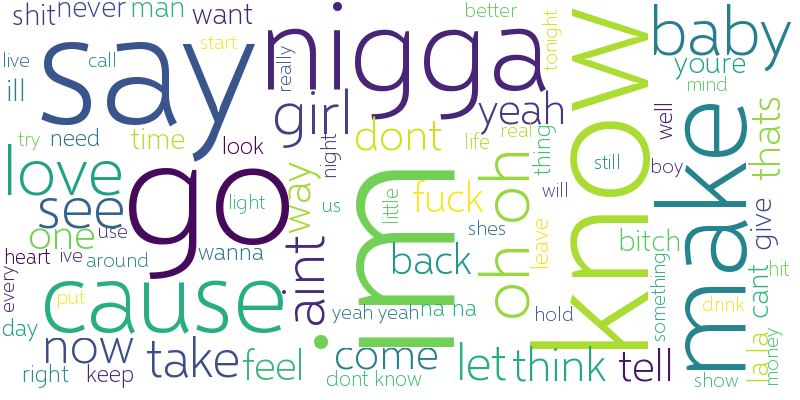 shit never man want better baby
live call start really tonight youre
ill say nigga know mind
try need time look girl yeah
love dont life real thing well thats
see go light way night us little fuck still boy
one use shes oh oh will make
heart ive around wanna aint im back leave bitch give
every put cause yeah yeah na na hold something cant drink hit
day now take feel come let think tell la la money
right keep dont know show